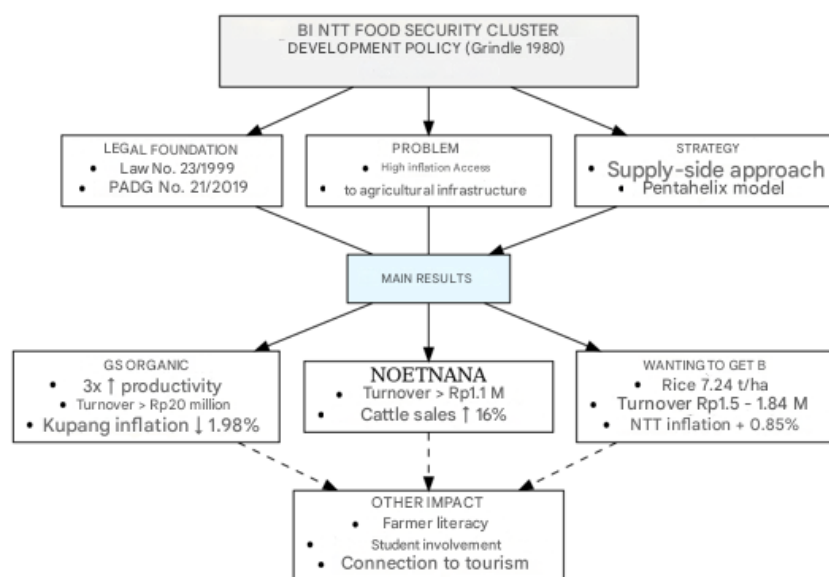 BI NTT FOOD SECURITY CLUSTER
DEVELOPMENT POLICY (Grindle 1980)
LEGAL FOUNDATION
• Law No. 23/1999
• PADG No. 21/2019
PROBLEM
• High inflation Access
• to agricultural infrastructure
STRATEGY
• Supply-side approach
• Pentahelix model
MAIN RESULTS
GS ORGANIC
• 3x ↑ productivity
• Turnover > Rp20 million
• Kupang inflation ↓ 1.98%
NOETNANA
• Turnover > Rp1.1 M
• Cattle sales ↑ 16%
WANTING TO GET B
• Rice 7.24 t/ha
• Turnover Rp1.5 - 1.84 M
• NTT inflation + 0.85%
OTHER IMPACT
• Farmer literacy
• Student involvement
• Connection to tourism